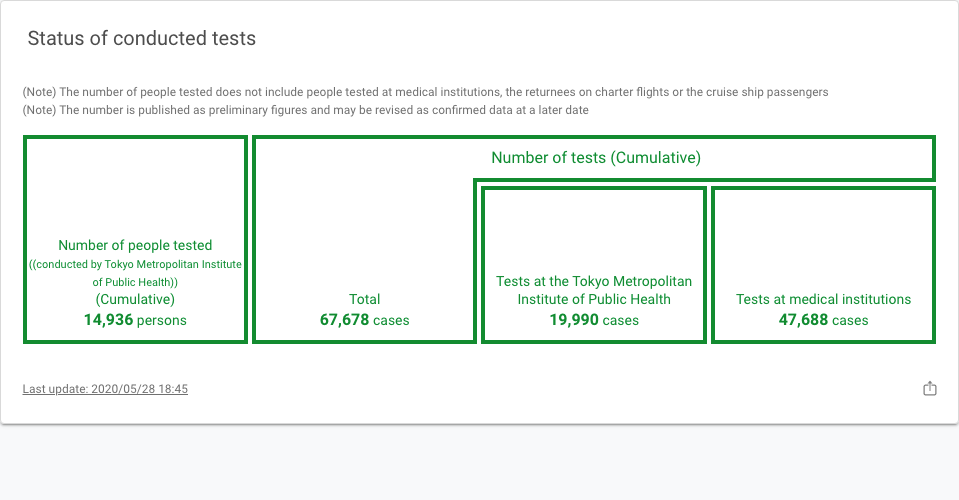 Status of conducted tests
(Note) The number of people tested does not include people tested at medical institutions, the returnees on charter flights or the cruise ship passengers
(Note) The number is published as preliminary figures and may be revised as confirmed data at a later date
Number of people tested
((conducted by Tokyo Metropolitan Institute
of Public Health))
(Cumulative)
14,936 persons
Number of tests (Cumulative)
Total
67,678 cases
Tests at the Tokyo Metropolitan
Institute of Public Health
19,990 cases
Tests at medical institutions
47,688 cases
Last update: 2020/05/28 18:45